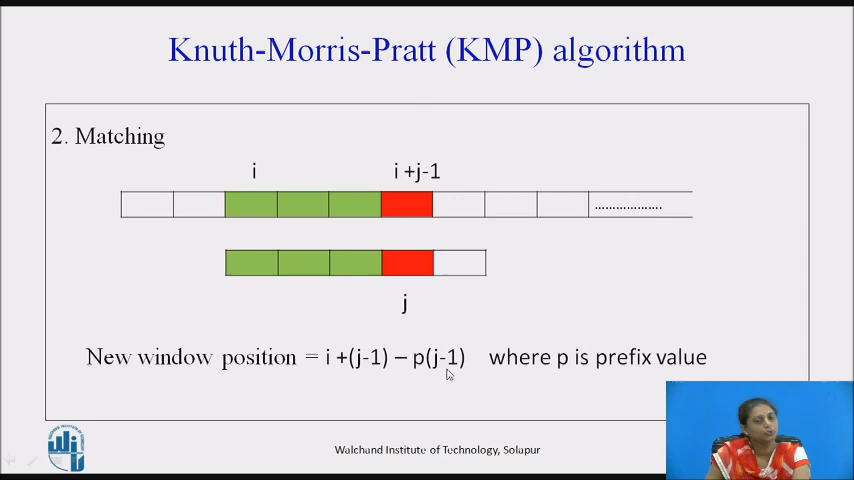 Knuth-Morris-Pratt (KMP) algorithm
2. Matching
i i +j-1
……………….
j
New window position = i +(j-1) – p(j-1) where p is prefix value
Walchand Institute of Technology, Solapur